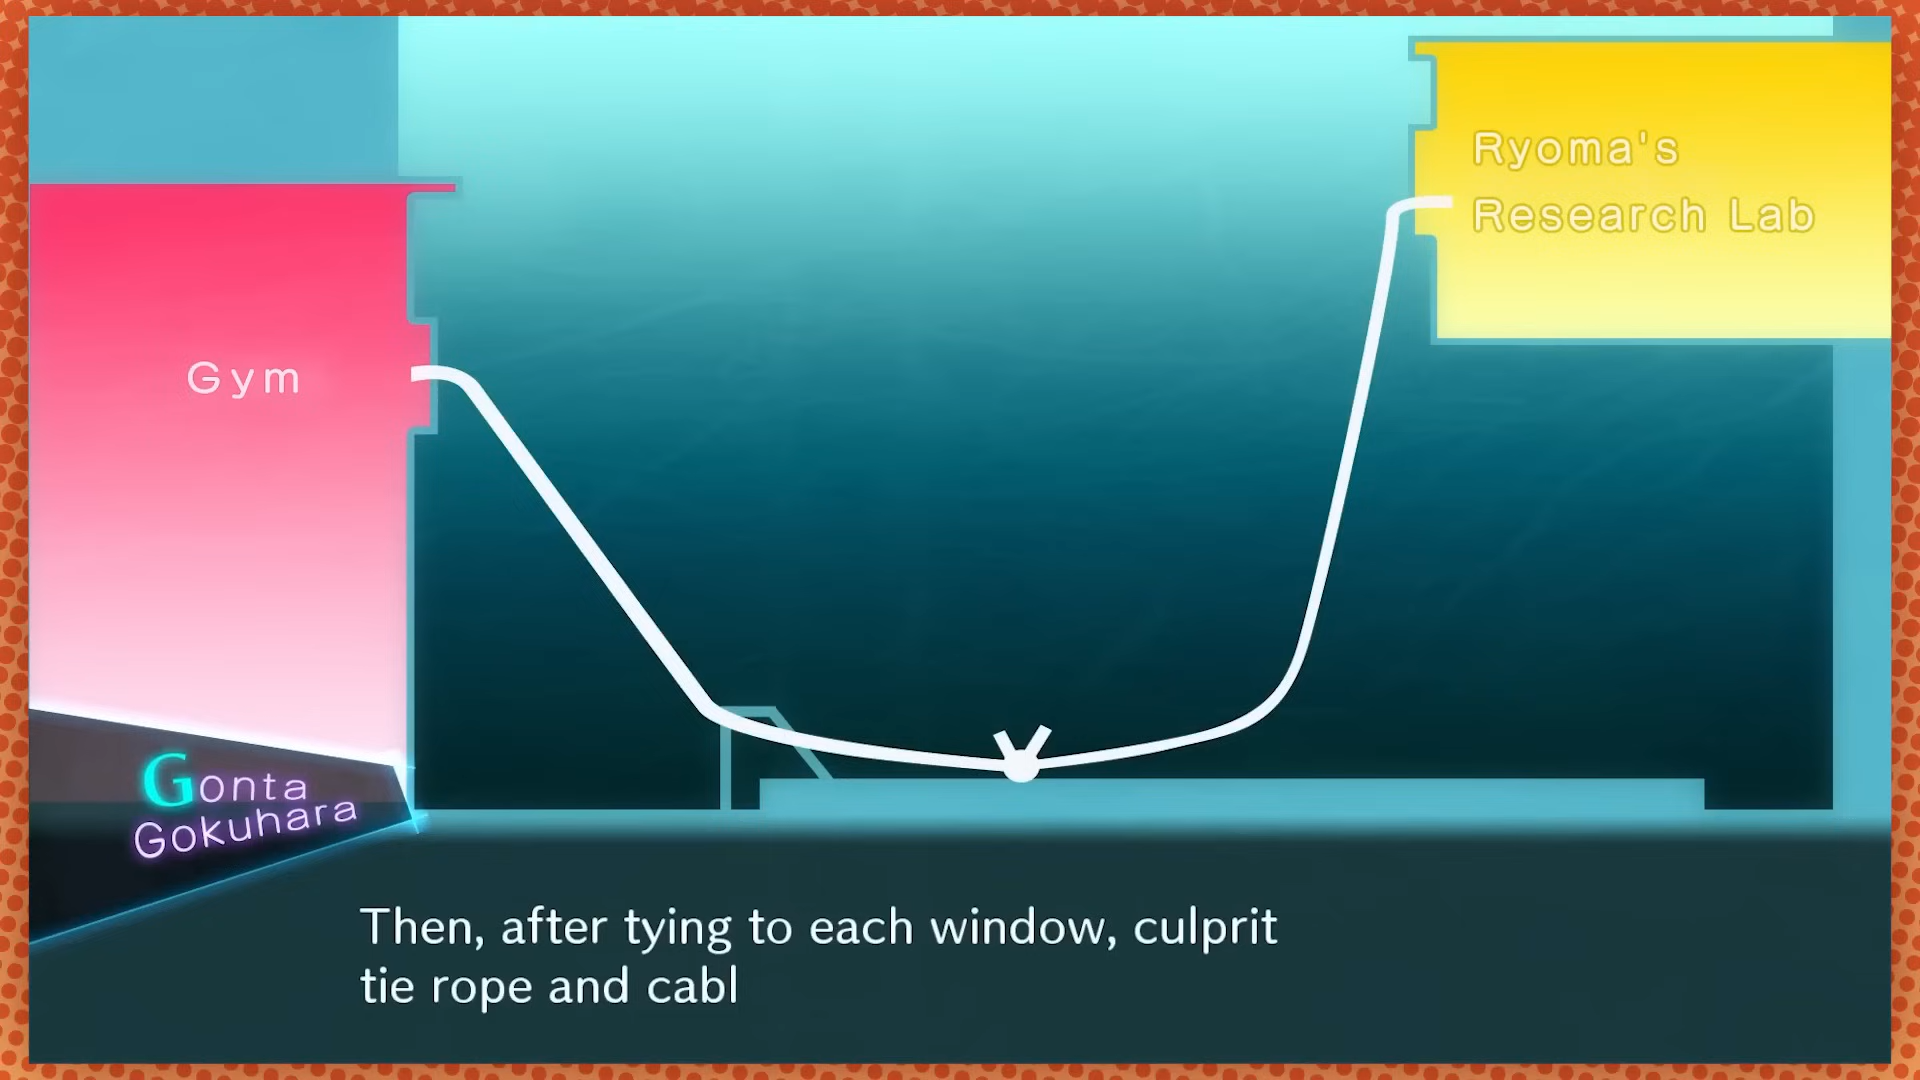 Ryoma's
Research Lab
Gym
Gonta
Gokuhara
Then, after tying to each window, culprit
tie rope and cabl